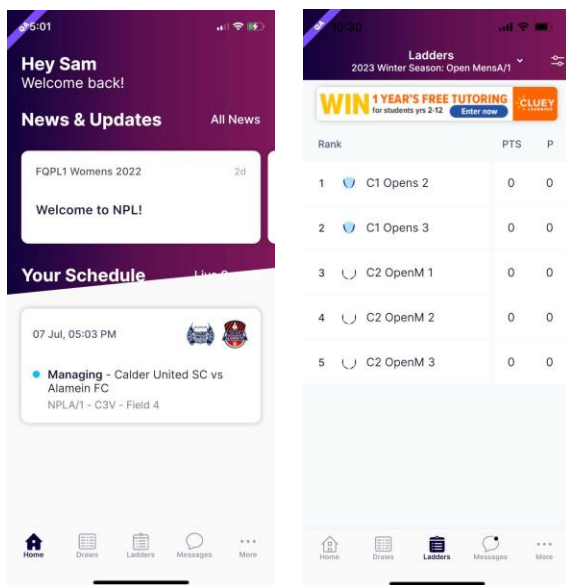 5:01
Hey Sam
Welcome back!
News & Updates All News
FQPL1 Womens 2022 2d
Welcome to NPL!
Your Schedule
07 Jul, 05:03 PM
Managing - Calder United SC vs
Alamein FC
NPLA/1 - C3V - Field 4
Home Draws Ladders Messages More
QA
Ladders
2023 Winter Season: Open MensA/1
WIN 1 YEAR'S FREE TUTORING
for students yrs 2-12 Enter now
CLUEY
LEARNING
Rank PTS P
1 C1 Opens 2 0 0
2 C1 Opens 3 0 0
3 C2 OpenM 1 0 0
4 C2 OpenM 2 0 0
5 C2 OpenM 3 0 0
Home Draws Ladders Messages More